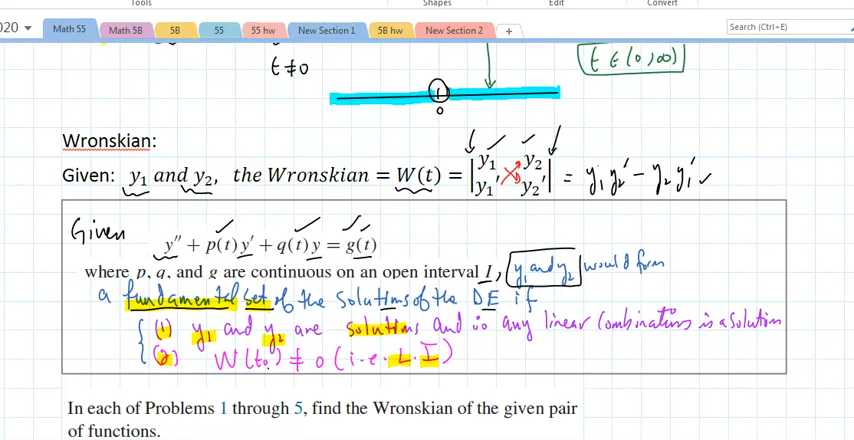 Tools Shapes Edit Convert
020 Math 55 Math 5B 5B 55 55 hw New Section 1 5B hw New Section 2 + Search (Ctrl+E)
t≠0
t ∈ (0,∞)
0
Wronskian:
Given: y₁ and y₂, the Wronskian = W(t) = |y₁ y₂ y₁′ y₂′| = y₁y₂′ − y₂y₁′
Given
y″ + p(t)y′ + q(t)y = g(t)
where p, q, and g are continuous on an open interval I, y₁ and y₂ would form
a fundamental set of the solutions of the DE if
(1) y₁ and y₂ are solutions and ∴ any linear combination is a solution
(2) W(t₀) ≠ 0 (i.e. L.I)
In each of Problems 1 through 5, find the Wronskian of the given pair
of functions.